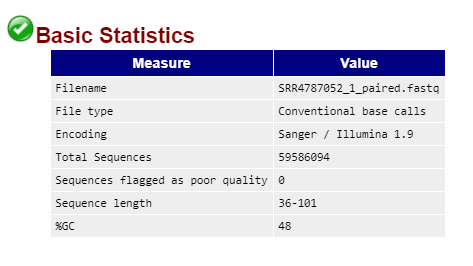 Basic Statistics
Measure Value
Filename SRR4787052_1_paired.fastq
File type Conventional base calls
Encoding Sanger / Illumina 1.9
Total Sequences 59586094
Sequences flagged as poor quality 0
Sequence length 36-101
%GC 48